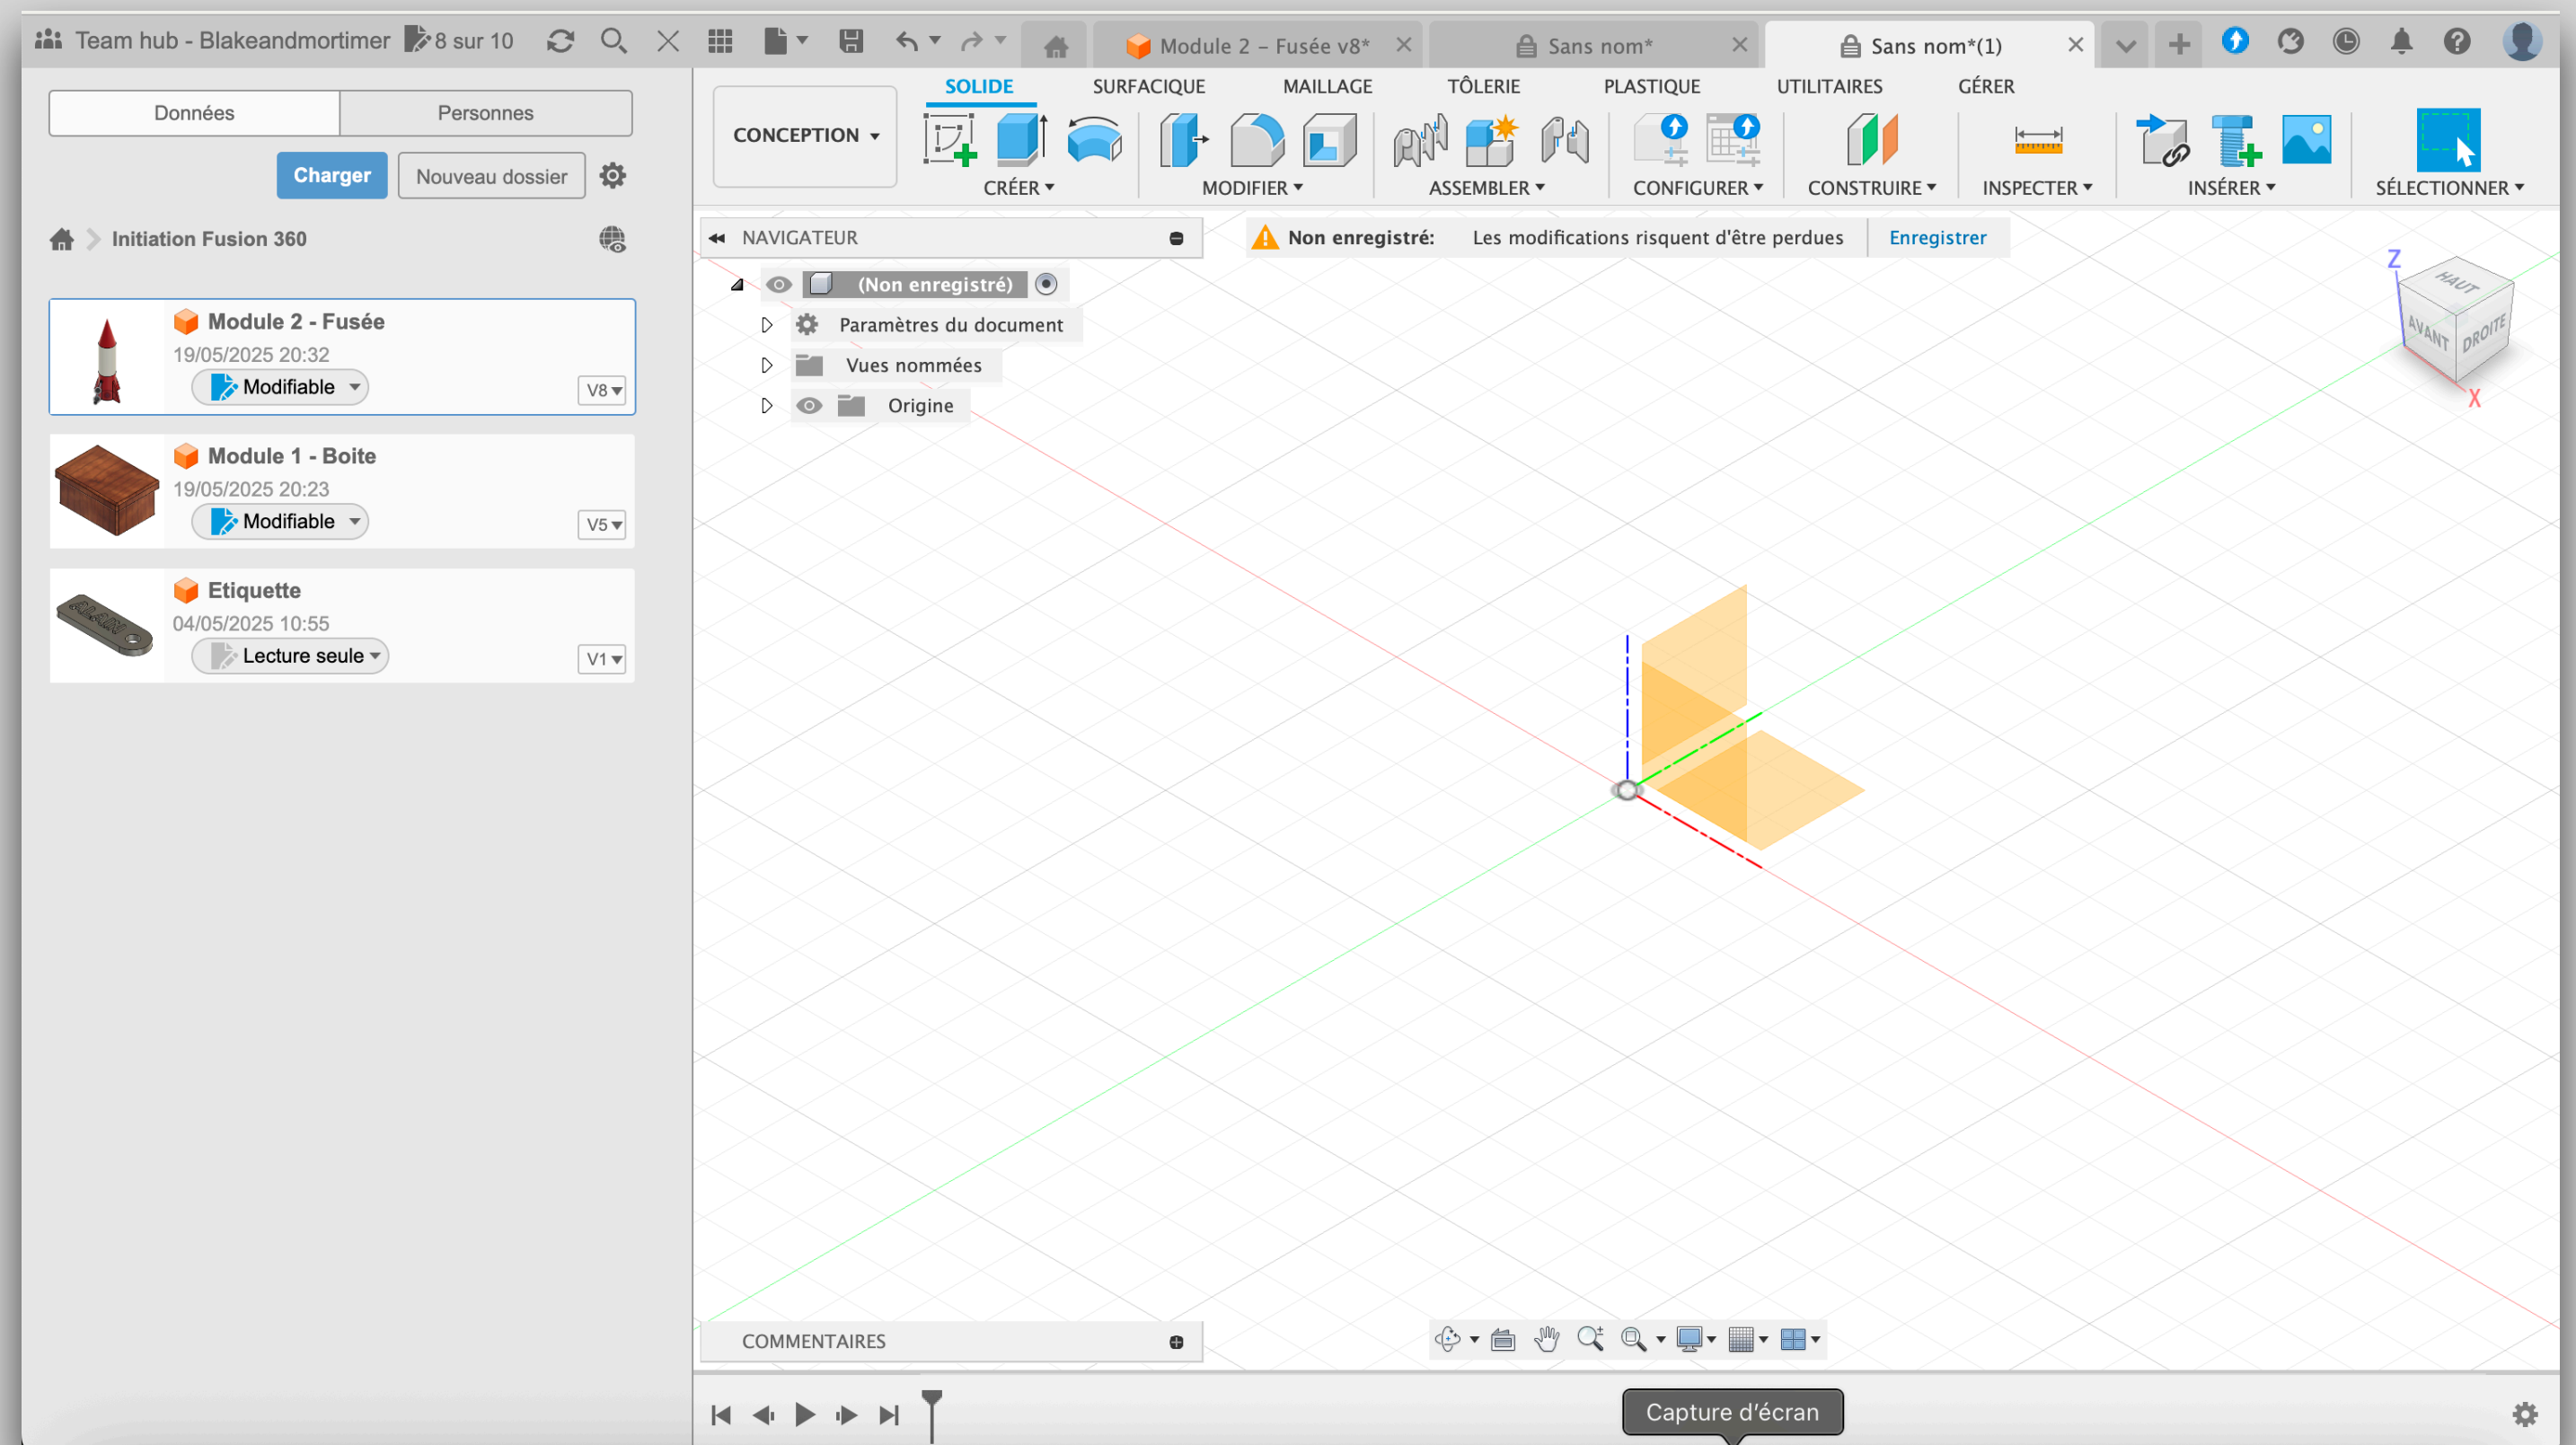 Team hub - Blakeandmortimer 8 sur 10
Module 2 – Fusée v8*
Sans nom*
Sans nom*(1)
Données
Personnes
Charger
Nouveau dossier
Initiation Fusion 360
Module 2 - Fusée
19/05/2025 20:32
Modifiable
V8
Module 1 - Boite
19/05/2025 20:23
Modifiable
V5
Etiquette
04/05/2025 10:55
Lecture seule
V1
CONCEPTION
SOLIDE
SURFACIQUE
MAILLAGE
TÔLERIE
PLASTIQUE
UTILITAIRES
GÉRER
CRÉER
MODIFIER
ASSEMBLER
CONFIGURER
CONSTRUIRE
INSPECTER
INSÉRER
SÉLECTIONNER
NAVIGATEUR
Non enregistré: Les modifications risquent d'être perdues
Enregistrer
(Non enregistré)
Paramètres du document
Vues nommées
Origine
Z
HAUT
AVANT
DROITE
X
COMMENTAIRES
Capture d'écran